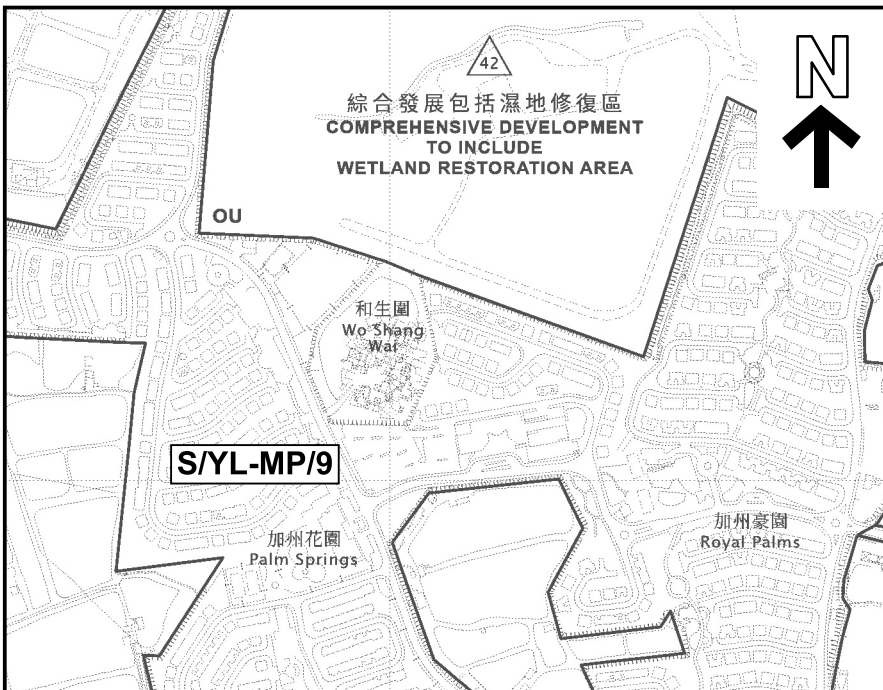 42
N
綜合發展包括濕地修復區
COMPREHENSIVE DEVELOPMENT
TO INCLUDE
WETLAND RESTORATION AREA
OU
和生圍
Wo Shang
Wai
S/YL-MP/9
加州花園
Palm Springs
加州豪園
Royal Palms